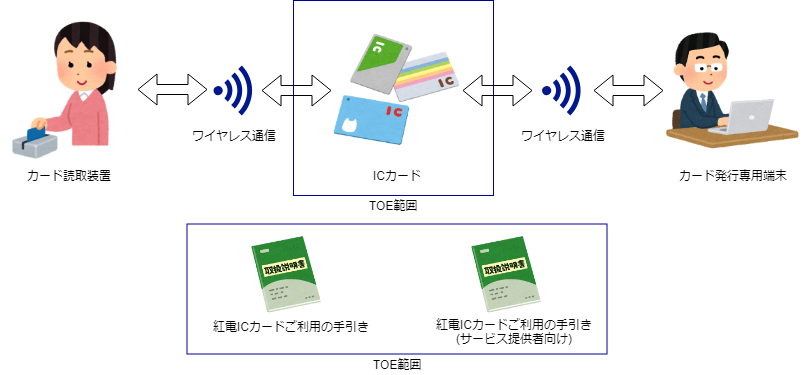 IC
IC
IC
ワイヤレス通信
ワイヤレス通信
カード読取装置
ICカード
カード発行専用端末
TOE範囲
取扱説明書
取扱説明書
紅電ICカードご利用の手引き
紅電ICカードご利用の手引き
(サービス提供者向け)
TOE範囲